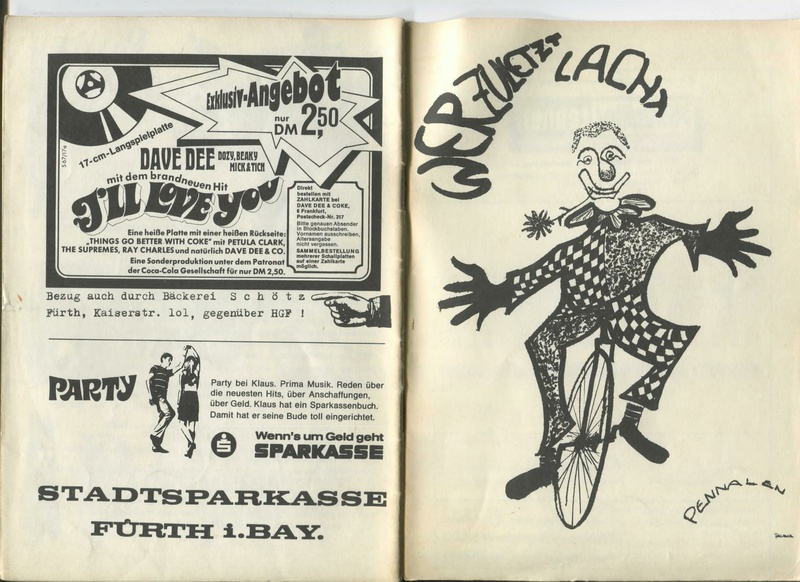 Exklusiv-Angebot
nur
DM 2,50
17-cm-Langspielplatte
S 67/17a
DAVE DEE DOZY, BEAKY
MICK & TICH
mit dem brandneuen Hit
I'LL LOVE YOU
Eine heiße Platte mit einer heißen Rückseite:
„THINGS GO BETTER WITH COKE" mit PETULA CLARK,
THE SUPREMES, RAY CHARLES und natürlich DAVE DEE & CO.
Eine Sonderproduktion unter dem Patronat
der Coca-Cola Gesellschaft für nur DM 2,50.
Direkt
bestellen mit
ZAHLKARTE bei
DAVE DEE & COKE,
6 Frankfurt,
Postscheck-Nr. 217
Bitte genauen Absender
in Blockbuchstaben.
Vornamen ausschreiben,
Altersangabe
nicht vergessen.
SAMMELBESTELLUNG
mehrerer Schallplatten
auf einer Zahlkarte
möglich.
Bezug auch durch Bäckerei Schötz
Fürth, Kaiserstr. lol, gegenüber HGF !
PARTY
Party bei Klaus. Prima Musik. Reden über
die neuesten Hits, über Anschaffungen,
über Geld. Klaus hat ein Sparkassenbuch.
Damit hat er seine Bude toll eingerichtet.
Wenn's um Geld geht
SPARKASSE
STADTSPARKASSE
FÜRTH i.BAY.
WER ZULETZT LACHT
PENNALEN